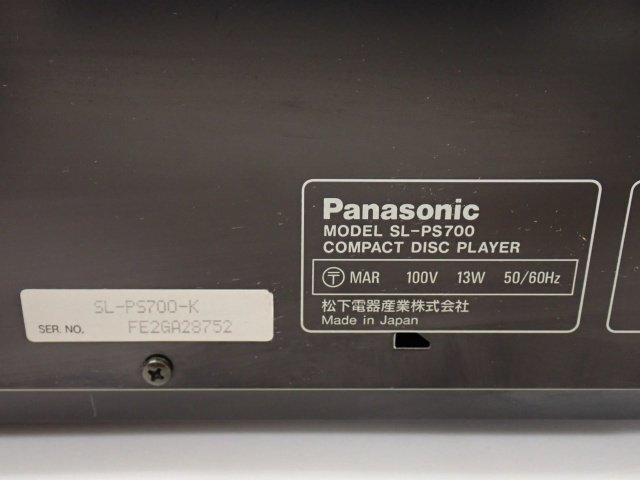 Panasonic
MODEL SL-PS700
COMPACT DISC PLAYER
〒 MAR 100V 13W 50/60Hz
松下電器産業株式会社
Made in Japan
SL-PS700-K
SER. NO. FE2GA28752